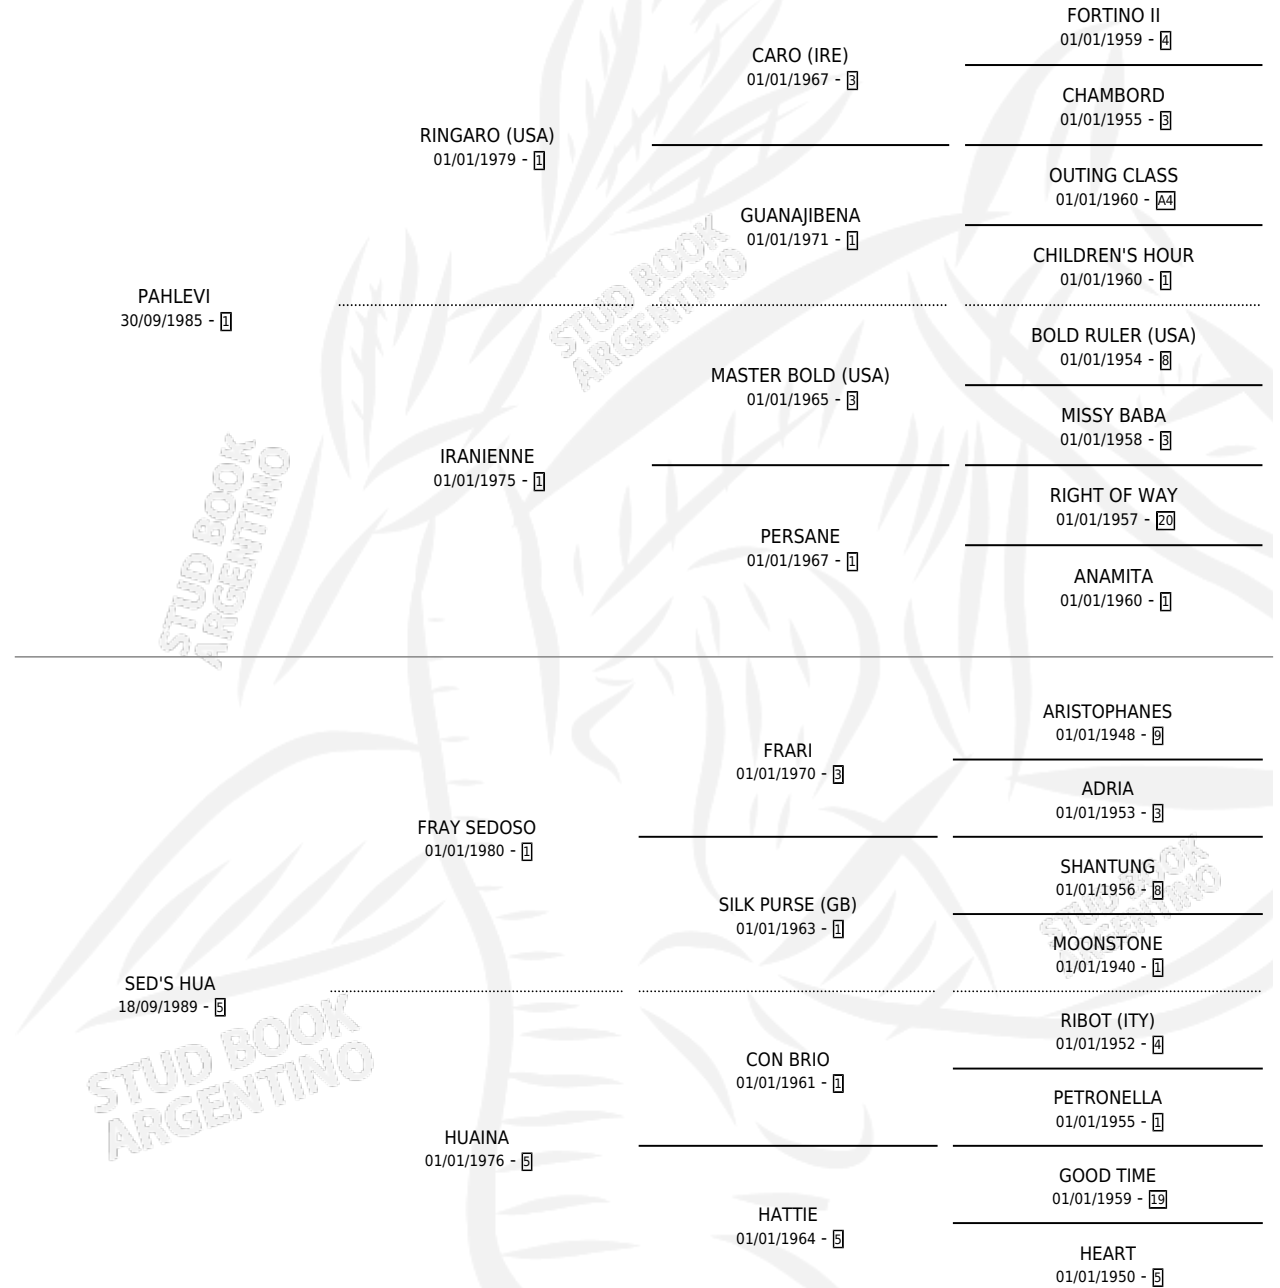 FORTINO II
01/01/1959 - 4
CARO (IRE)
01/01/1967 - 3
CHAMBORD
01/01/1955 - 3
RINGARO (USA)
01/01/1979 - 1
OUTING CLASS
01/01/1960 - A4
GUANAJIBENA
01/01/1971 - 1
CHILDREN'S HOUR
01/01/1960 - 1
PAHLEVI
30/09/1985 - 1
BOLD RULER (USA)
01/01/1954 - 8
MASTER BOLD (USA)
01/01/1965 - 3
MISSY BABA
01/01/1958 - 3
IRANIENNE
01/01/1975 - 1
RIGHT OF WAY
01/01/1957 - 20
PERSANE
01/01/1967 - 1
ANAMITA
01/01/1960 - 1
STUD BOOK
ARGENTINO
STUD BOOK
ARGENTINO
ARISTOPHANES
01/01/1948 - 9
FRARI
01/01/1970 - 3
ADRIA
01/01/1953 - 3
FRAY SEDOSO
01/01/1980 - 1
SHANTUNG
01/01/1956 - 8
SILK PURSE (GB)
01/01/1963 - 1
MOONSTONE
01/01/1940 - 1
SED'S HUA
18/09/1989 - 5
RIBOT (ITY)
01/01/1952 - 4
CON BRIO
01/01/1961 - 1
PETRONELLA
01/01/1955 - 1
HUAINA
01/01/1976 - 5
GOOD TIME
01/01/1959 - 19
HATTIE
01/01/1964 - 5
HEART
01/01/1950 - 5
STUD BOOK
ARGENTINO
STUD BOOK
ARGENTINO